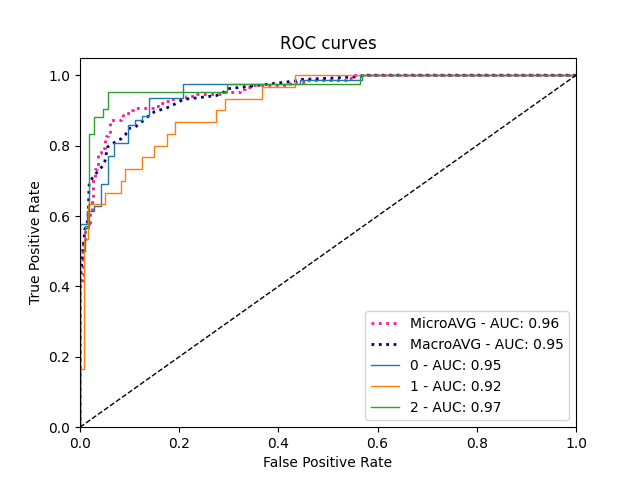 ROC curves
1.0
0.8
0.6
0.4
0.2
0.0
True Positive Rate
MicroAVG - AUC: 0.96
MacroAVG - AUC: 0.95
0 - AUC: 0.95
1 - AUC: 0.92
2 - AUC: 0.97
0.0 0.2 0.4 0.6 0.8 1.0
False Positive Rate